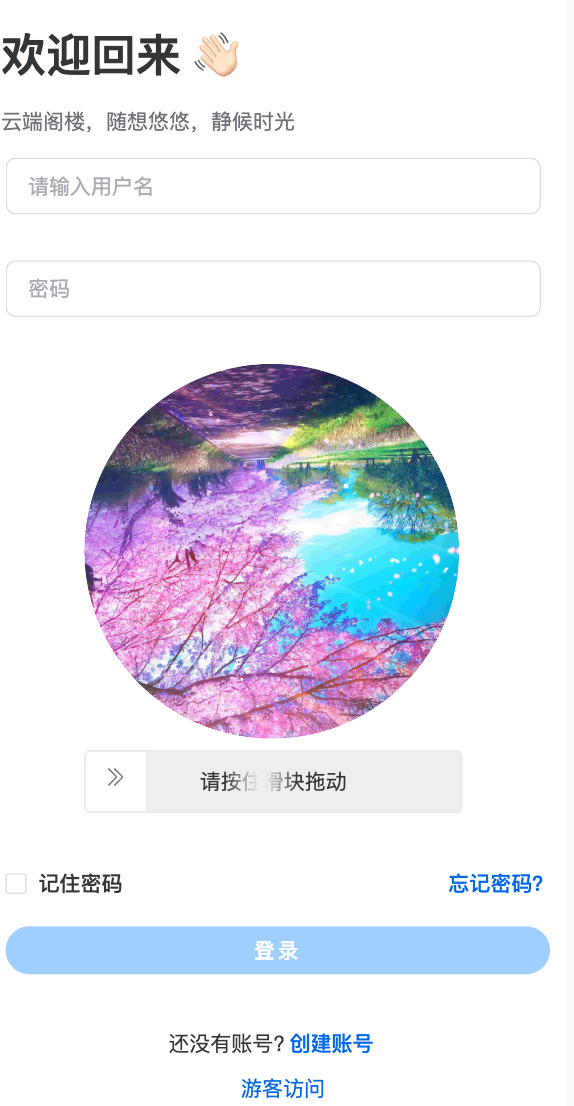 欢迎回来 👋🏻
云端阁楼，随想悠悠，静候时光
请输入用户名
密码
请按住滑块拖动
记住密码
忘记密码?
登录
还没有账号? 创建账号
游客访问